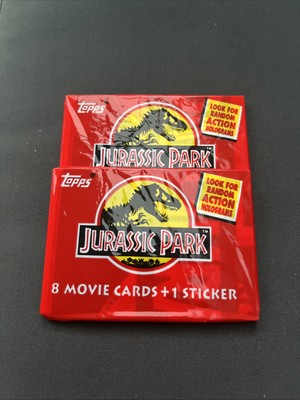 Topps
LOOK FOR
RANDOM
ACTION
HOLOGRAMS
JURASSIC PARK
Topps
LOOK FOR
RANDOM
ACTION
HOLOGRAMS
JURASSIC PARK
8 MOVIE CARDS + 1 STICKER